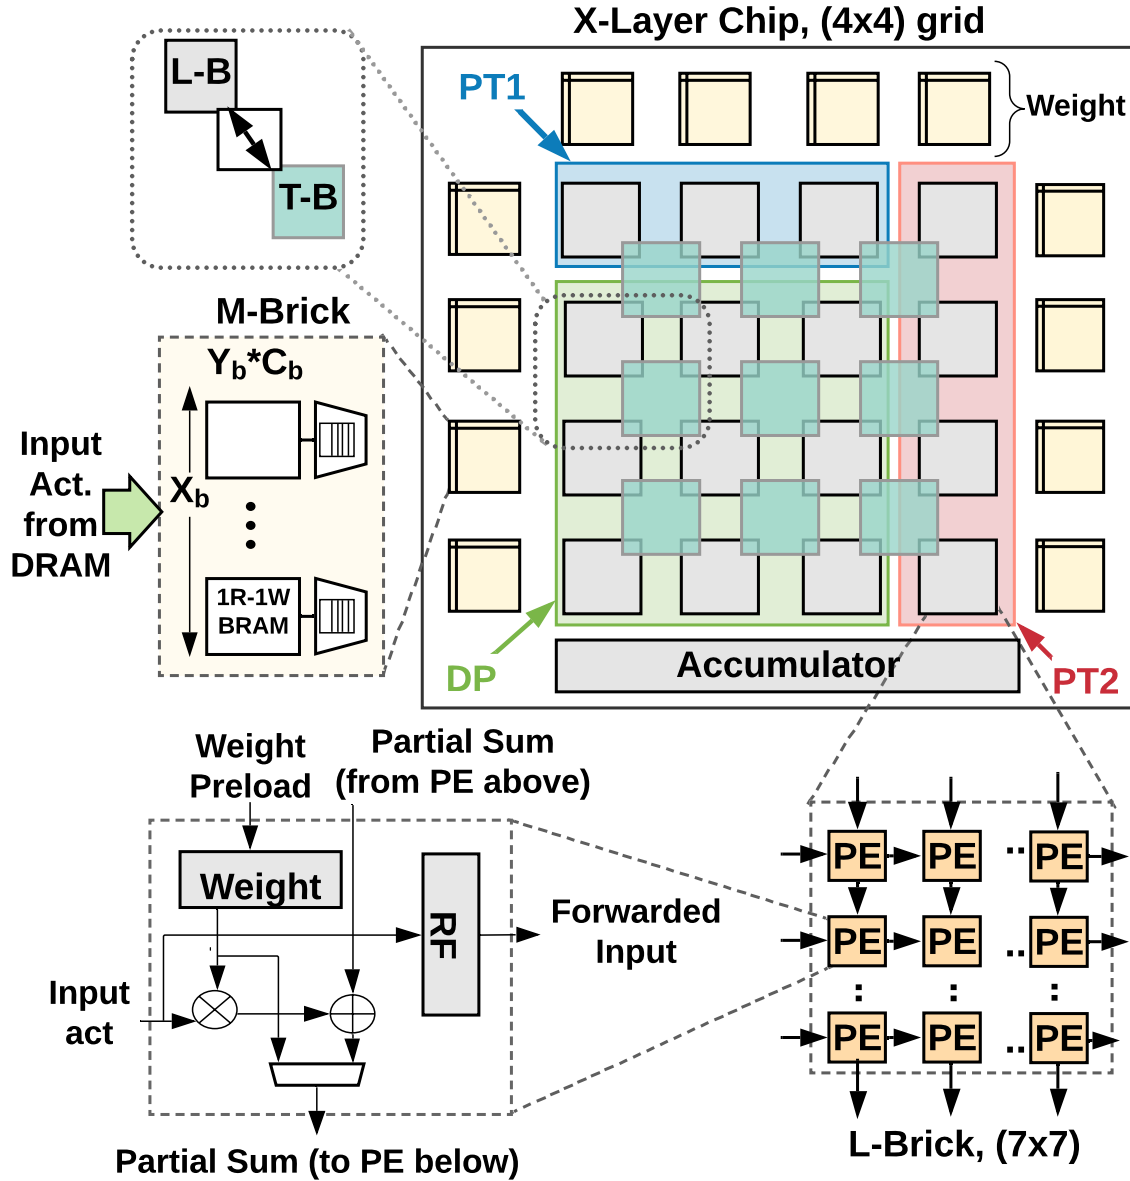 X-Layer Chip, (4x4) grid
L-B
T-B
PT1
Weight
M-Brick
Yb*Cb
Xb
1R-1W
BRAM
Input
Act.
from
DRAM
DP
Accumulator
PT2
Weight
Preload
Partial Sum
(from PE above)
Weight
RF
Forwarded
Input
Input
act
Partial Sum (to PE below)
PE PE .. PE
PE PE .. PE
: : :
PE PE .. PE
L-Brick, (7x7)